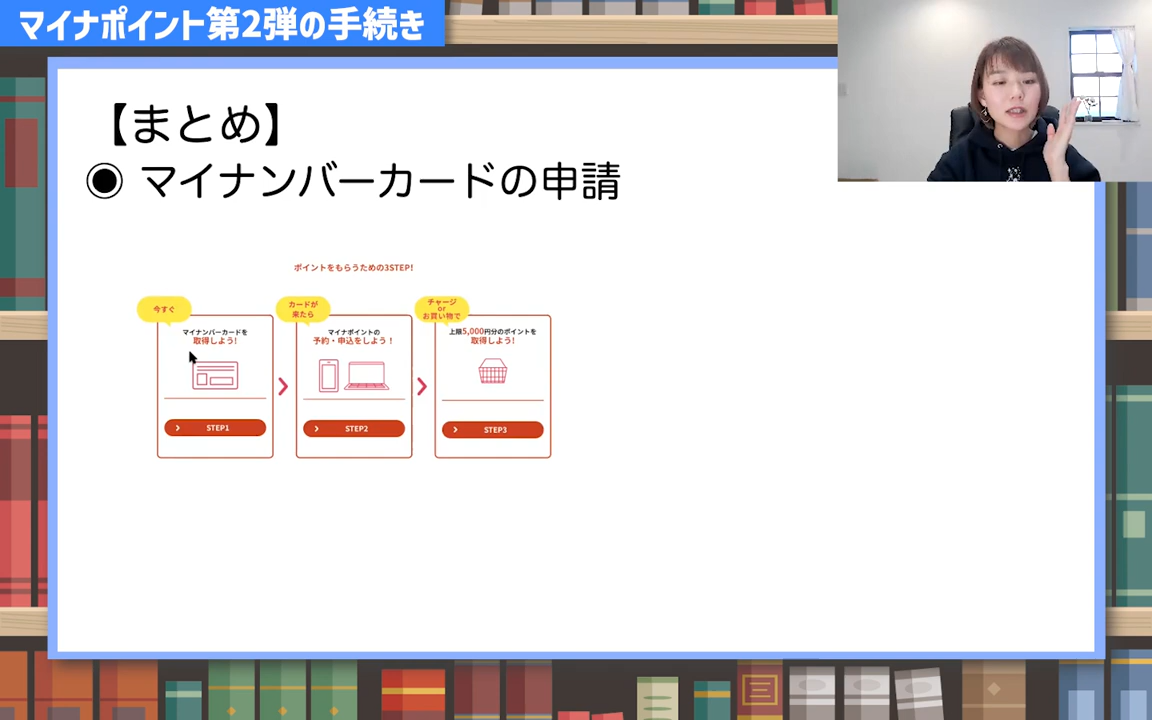 マイナポイント第2弾の手続き
【まとめ】
◉ マイナンバーカードの申請
ポイントをもらうための3STEP!
今すぐ
マイナンバーカードを
取得しよう!
STEP1
カードが
来たら
マイナポイントの
予約・申込をしよう！
STEP2
チャージ
or
お買い物で
上限5,000円分のポイントを
取得しよう!
STEP3